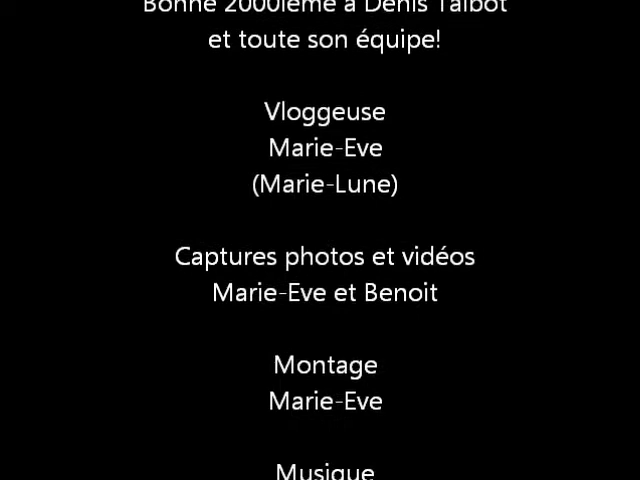 Bonne 2000ième à Denis Talbot
et toute son équipe!
Vloggeuse
Marie-Eve
(Marie-Lune)
Captures photos et vidéos
Marie-Eve et Benoit
Montage
Marie-Eve
Musique